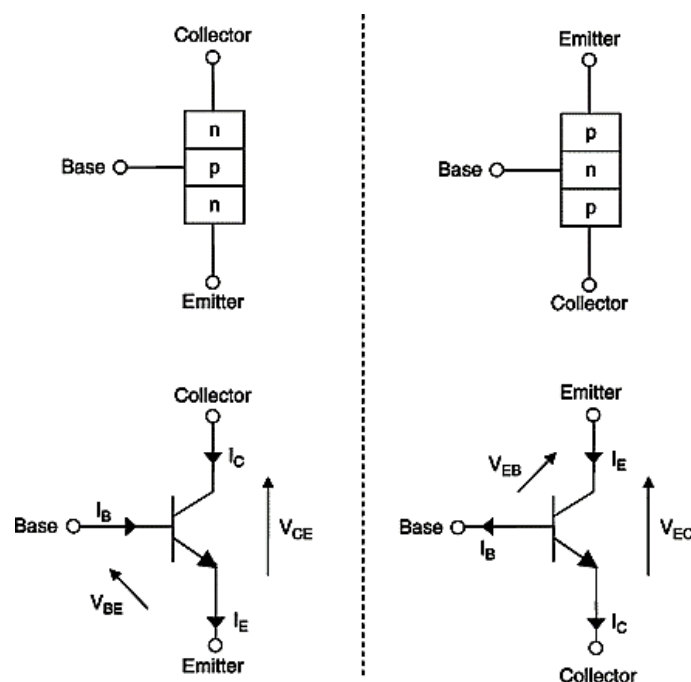 Collector
n
Base
p
n
Emitter
Emitter
p
Base
n
p
Collector
Collector
I_C
I_B
Base
V_CE
V_BE
I_E
Emitter
Emitter
V_EB
I_E
Base
I_B
V_EC
I_C
Collector